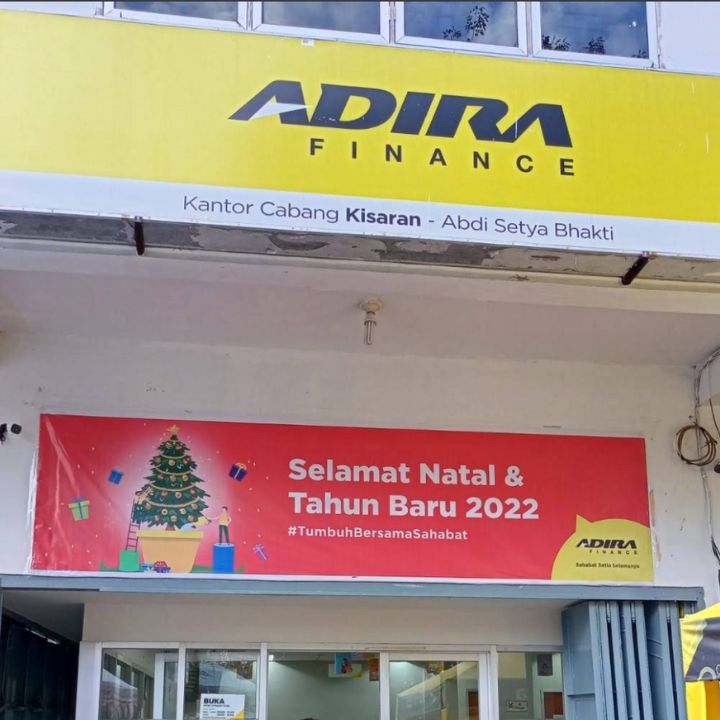 ADIRA
FINANCE
Kantor Cabang Kisaran - Abdi Setya Bhakti
Selamat Natal &
Tahun Baru 2022
#TumbuhBersamaSahabat
ADIRA
FINANCE
Sahabat Setia Selamanya
BUKA